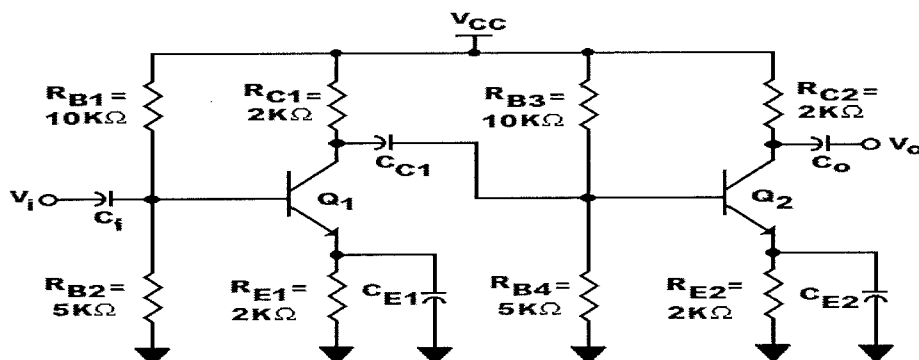 VCC
RB1=
10KΩ
RC1=
2KΩ
RB3=
10KΩ
RC2=
2KΩ
CC1
Co
Vo
Vi
Ci
Q1
Q2
RB2=
5KΩ
RE1=
2KΩ
CE1
RB4=
5KΩ
RE2=
2KΩ
CE2